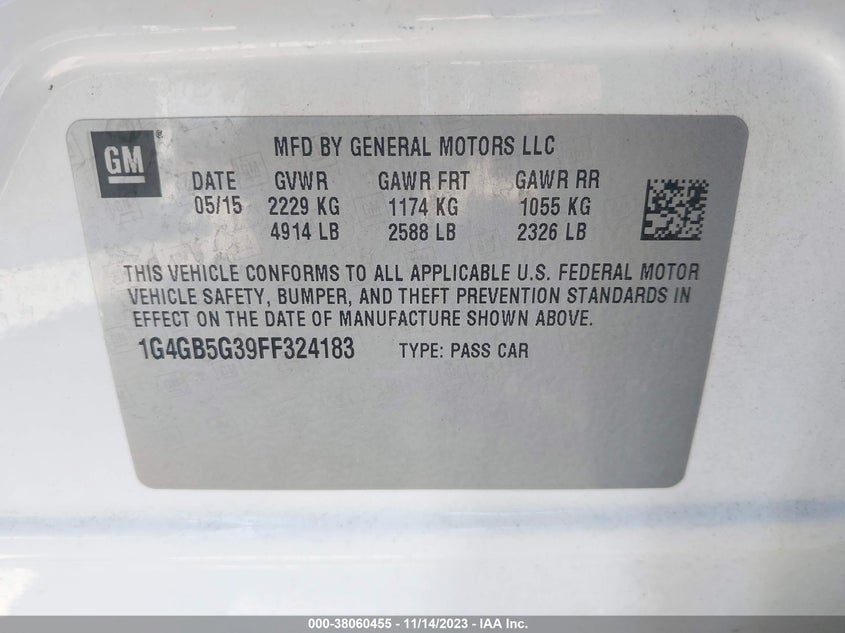 GM
MFD BY GENERAL MOTORS LLC
DATE GVWR GAWR FRT GAWR RR
05/15 2229 KG 1174 KG 1055 KG
4914 LB 2588 LB 2326 LB
THIS VEHICLE CONFORMS TO ALL APPLICABLE U.S. FEDERAL MOTOR
VEHICLE SAFETY, BUMPER, AND THEFT PREVENTION STANDARDS IN
EFFECT ON THE DATE OF MANUFACTURE SHOWN ABOVE.
1G4GB5G39FF324183 TYPE: PASS CAR
000-38060455 - 11/14/2023 - IAA Inc.